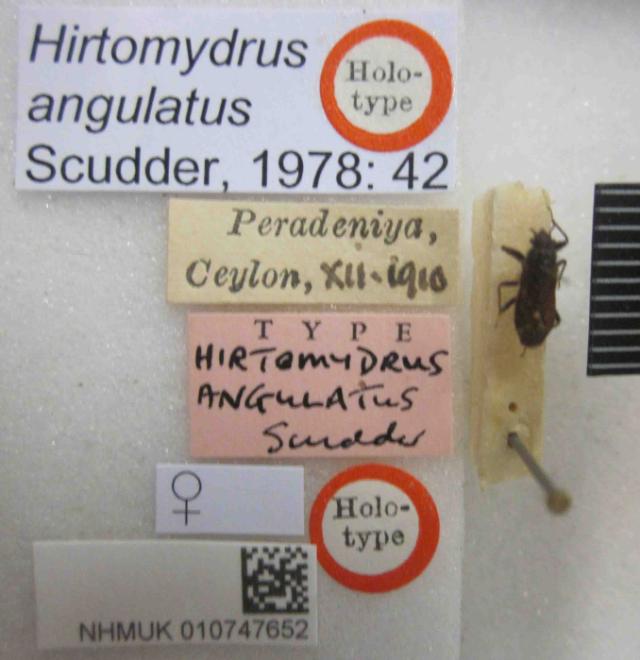 Hirtomydrus
angulatus
Scudder, 1978: 42
Holo-
type
Peradeniya,
Ceylon, XII-1910
TYPE
HIRTOMYDRUS
ANGULATUS
Scudder
♀
Holo-
type
NHMUK 010747652